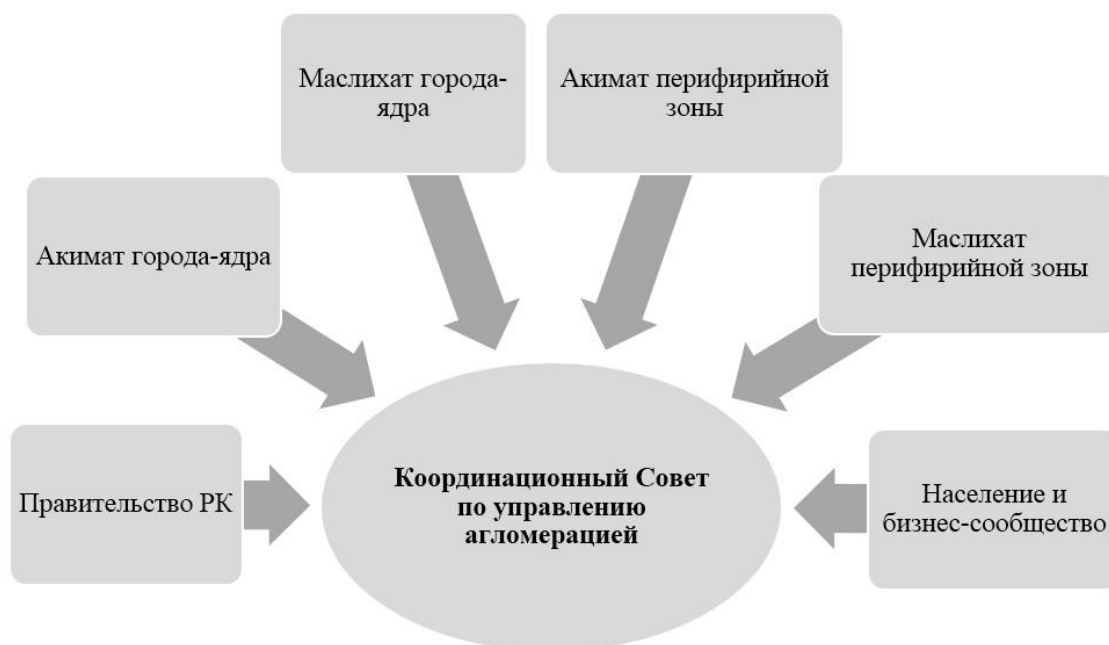 Маслихат города-
ядра
Акимат перифирийной
зоны
Акимат города-ядра
Маслихат
перифирийной зоны
Правительство РК
Координационный Совет
по управлению
агломерацией
Население и
бизнес-сообщество